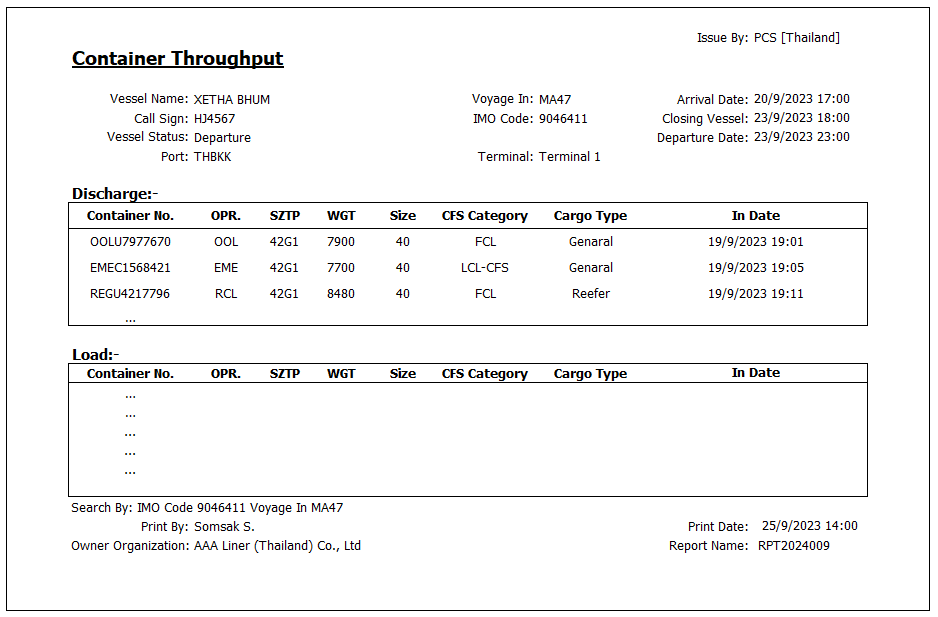 Issue By: PCS [Thailand]
Container Throughput
Vessel Name: XETHA BHUM Voyage In: MA47 Arrival Date: 20/9/2023 17:00
Call Sign: HJ4567 IMO Code: 9046411 Closing Vessel: 23/9/2023 18:00
Vessel Status: Departure Departure Date: 23/9/2023 23:00
Port: THBKK Terminal: Terminal 1
Discharge:-
Container No. OPR. SZTP WGT Size CFS Category Cargo Type In Date
OOLU7977670 OOL 42G1 7900 40 FCL Genaral 19/9/2023 19:01
EMEC1568421 EME 42G1 7700 40 LCL-CFS Genaral 19/9/2023 19:05
REGU4217796 RCL 42G1 8480 40 FCL Reefer 19/9/2023 19:11
...
Load:-
Container No. OPR. SZTP WGT Size CFS Category Cargo Type In Date
...
...
...
...
...
Search By: IMO Code 9046411 Voyage In MA47
Print By: Somsak S. Print Date: 25/9/2023 14:00
Owner Organization: AAA Liner (Thailand) Co., Ltd Report Name: RPT2024009